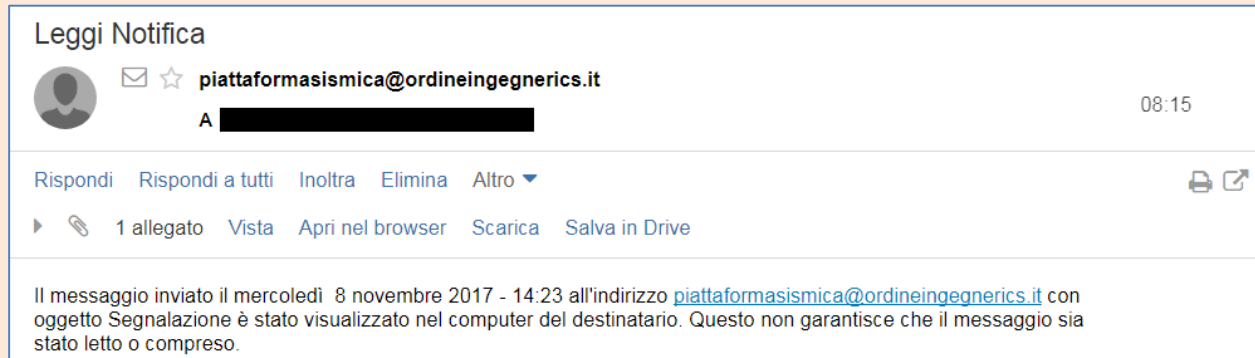 Leggi Notifica
piattaformasismica@ordineingegnerics.it
A
08:15
Rispondi Rispondi a tutti Inoltra Elimina Altro
1 allegato Vista Apri nel browser Scarica Salva in Drive
Il messaggio inviato il mercoledì 8 novembre 2017 - 14:23 all'indirizzo piattaformasismica@ordineingegnerics.it con
oggetto Segnalazione è stato visualizzato nel computer del destinatario. Questo non garantisce che il messaggio sia
stato letto o compreso.